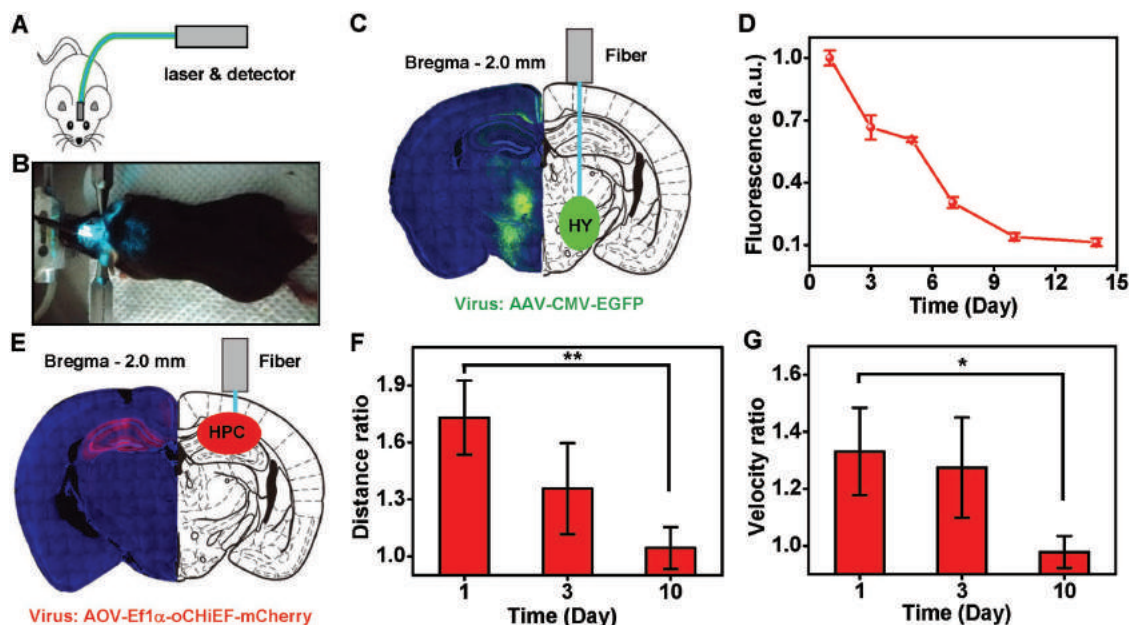 A
laser & detector
B
C
Bregma - 2.0 mm
Fiber
HY
Virus: AAV-CMV-EGFP
D
Fluorescence (a.u.)
1.0
0.7
0.4
0.1
0 3 6 9 12 15
Time (Day)
E
Bregma - 2.0 mm
Fiber
HPC
Virus: AOV-Ef1α-oCHiEF-mCherry
F
**
Distance ratio
1.9
1.6
1.3
1.0
1 3 10
Time (Day)
G
*
Velocity ratio
1.6
1.4
1.2
1.0
1 3 10
Time (Day)